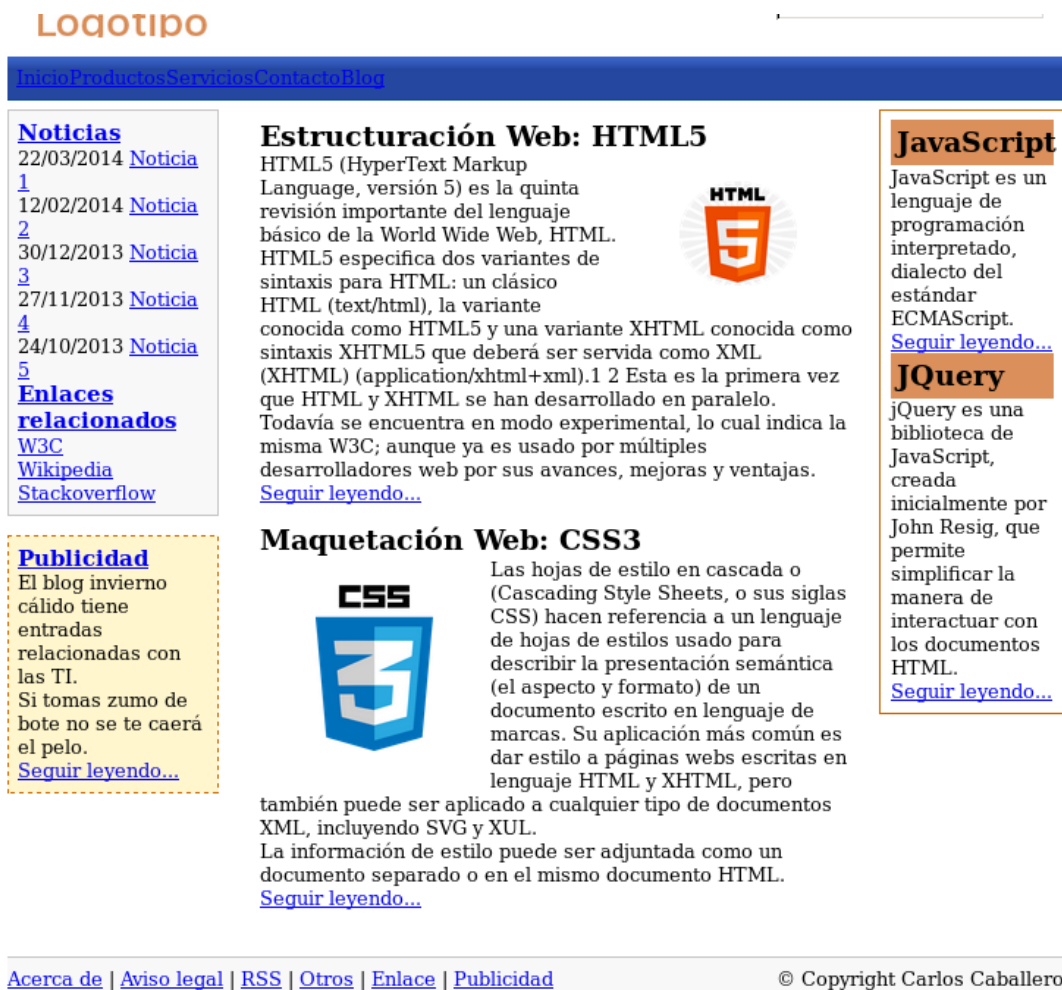 Logotipo
InicioProductosServiciosContactoBlog
Noticias
22/03/2014 Noticia
1
12/02/2014 Noticia
2
30/12/2013 Noticia
3
27/11/2013 Noticia
4
24/10/2013 Noticia
5
Enlaces
relacionados
W3C
Wikipedia
Stackoverflow
Publicidad
El blog invierno
cálido tiene
entradas
relacionadas con
las TI.
Si tomas zumo de
bote no se te caerá
el pelo.
Seguir leyendo...
Estructuración Web: HTML5
HTML5 (HyperText Markup
Language, versión 5) es la quinta
revisión importante del lenguaje
básico de la World Wide Web, HTML.
HTML5 especifica dos variantes de
sintaxis para HTML: un clásico
HTML (text/html), la variante
conocida como HTML5 y una variante XHTML conocida como
sintaxis XHTML5 que deberá ser servida como XML
(XHTML) (application/xhtml+xml).1 2 Esta es la primera vez
que HTML y XHTML se han desarrollado en paralelo.
Todavía se encuentra en modo experimental, lo cual indica la
misma W3C; aunque ya es usado por múltiples
desarrolladores web por sus avances, mejoras y ventajas.
Seguir leyendo...
HTML
5
Maquetación Web: CSS3
CSS
3
Las hojas de estilo en cascada o
(Cascading Style Sheets, o sus siglas
CSS) hacen referencia a un lenguaje
de hojas de estilos usado para
describir la presentación semántica
(el aspecto y formato) de un
documento escrito en lenguaje de
marcas. Su aplicación más común es
dar estilo a páginas webs escritas en
lenguaje HTML y XHTML, pero
también puede ser aplicado a cualquier tipo de documentos
XML, incluyendo SVG y XUL.
La información de estilo puede ser adjuntada como un
documento separado o en el mismo documento HTML.
Seguir leyendo...
JavaScript
JavaScript es un
lenguaje de
programación
interpretado,
dialecto del
estándar
ECMAScript.
Seguir leyendo...
JQuery
jQuery es una
biblioteca de
JavaScript,
creada
inicialmente por
John Resig, que
permite
simplificar la
manera de
interactuar con
los documentos
HTML.
Seguir leyendo...
Acerca de | Aviso legal | RSS | Otros | Enlace | Publicidad
© Copyright Carlos Caballero